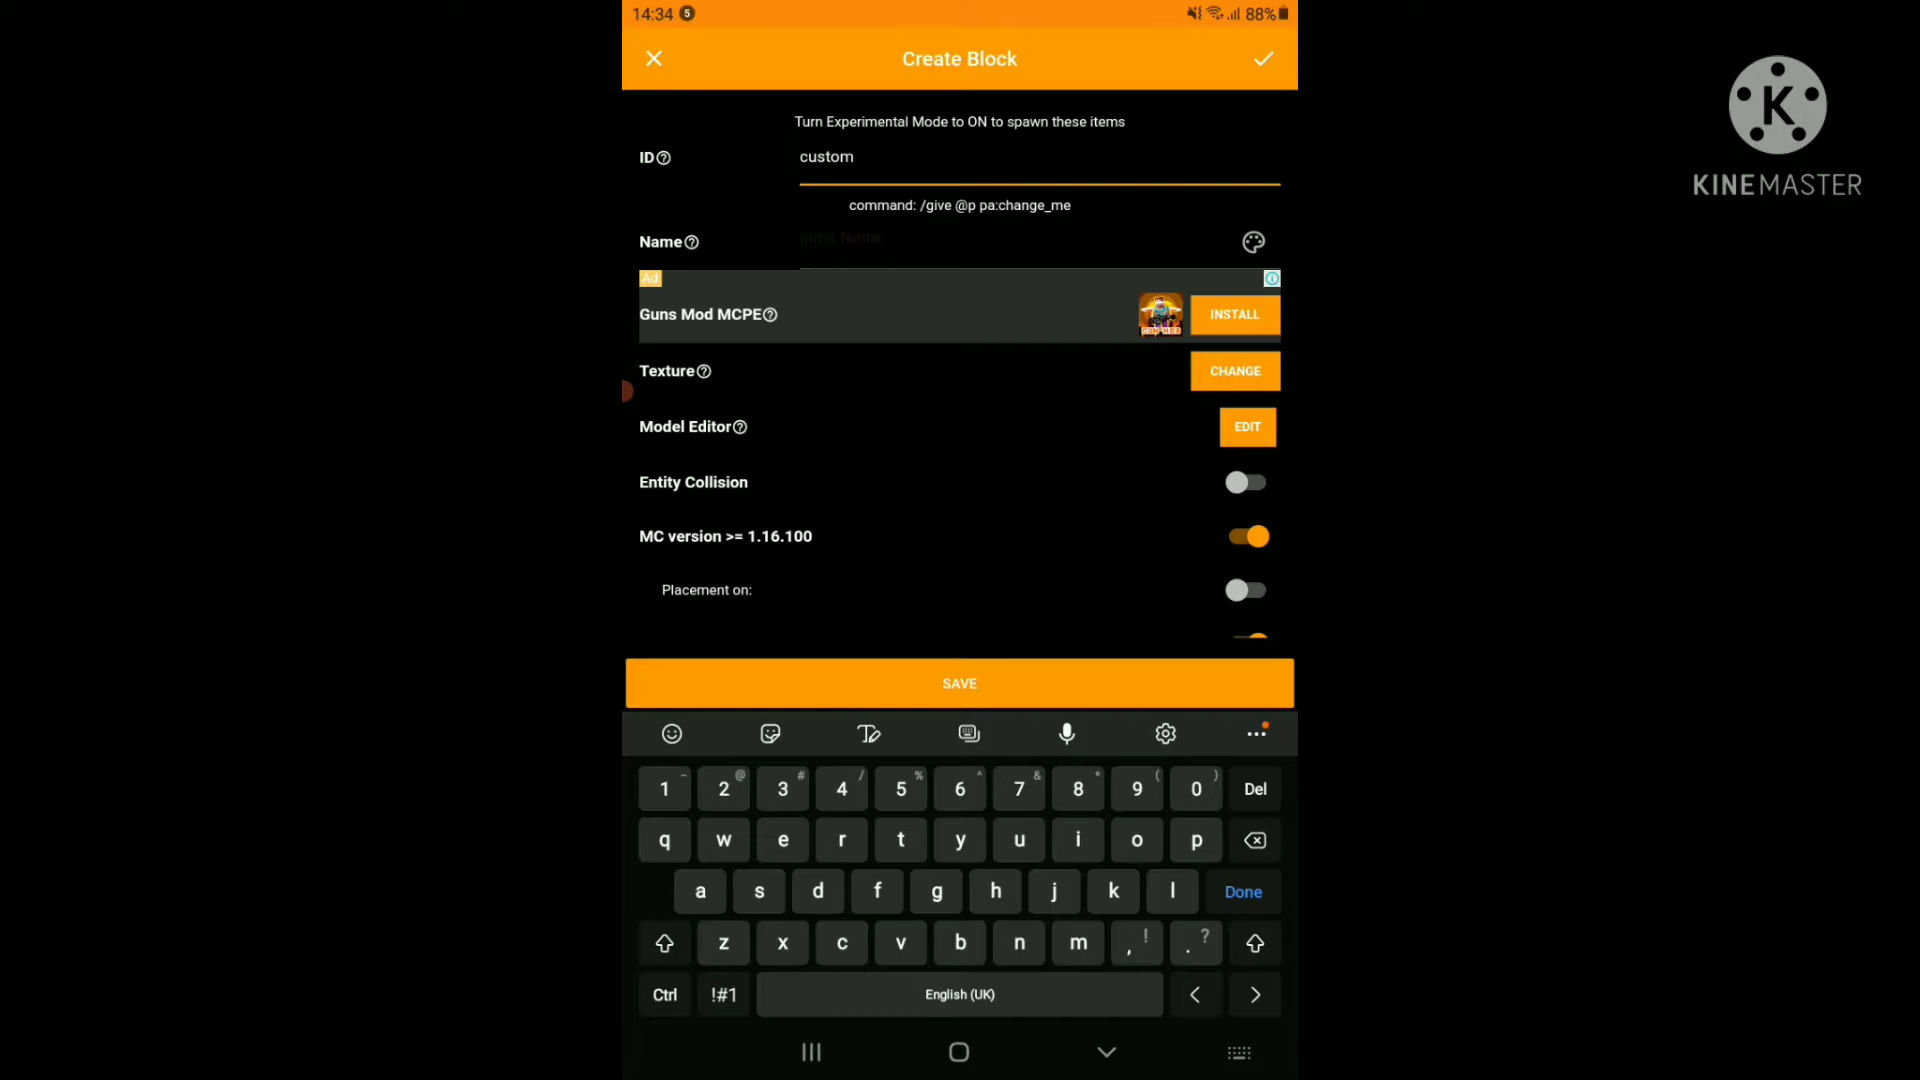 14:34 5 88%
Create Block
Turn Experimental Mode to ON to spawn these items
ID custom
command: /give @p pa:change_me
Name
Ad
Guns Mod MCPE INSTALL
Texture CHANGE
Model Editor EDIT
Entity Collision
MC version >= 1.16.100
Placement on:
SAVE
1 2 3 4 5 6 7 8 9 0 Del
q w e r t y u i o p
a s d f g h j k l Done
z x c v b n m , ! . ?
Ctrl !#1 English (UK) < >
K
KINEMASTER